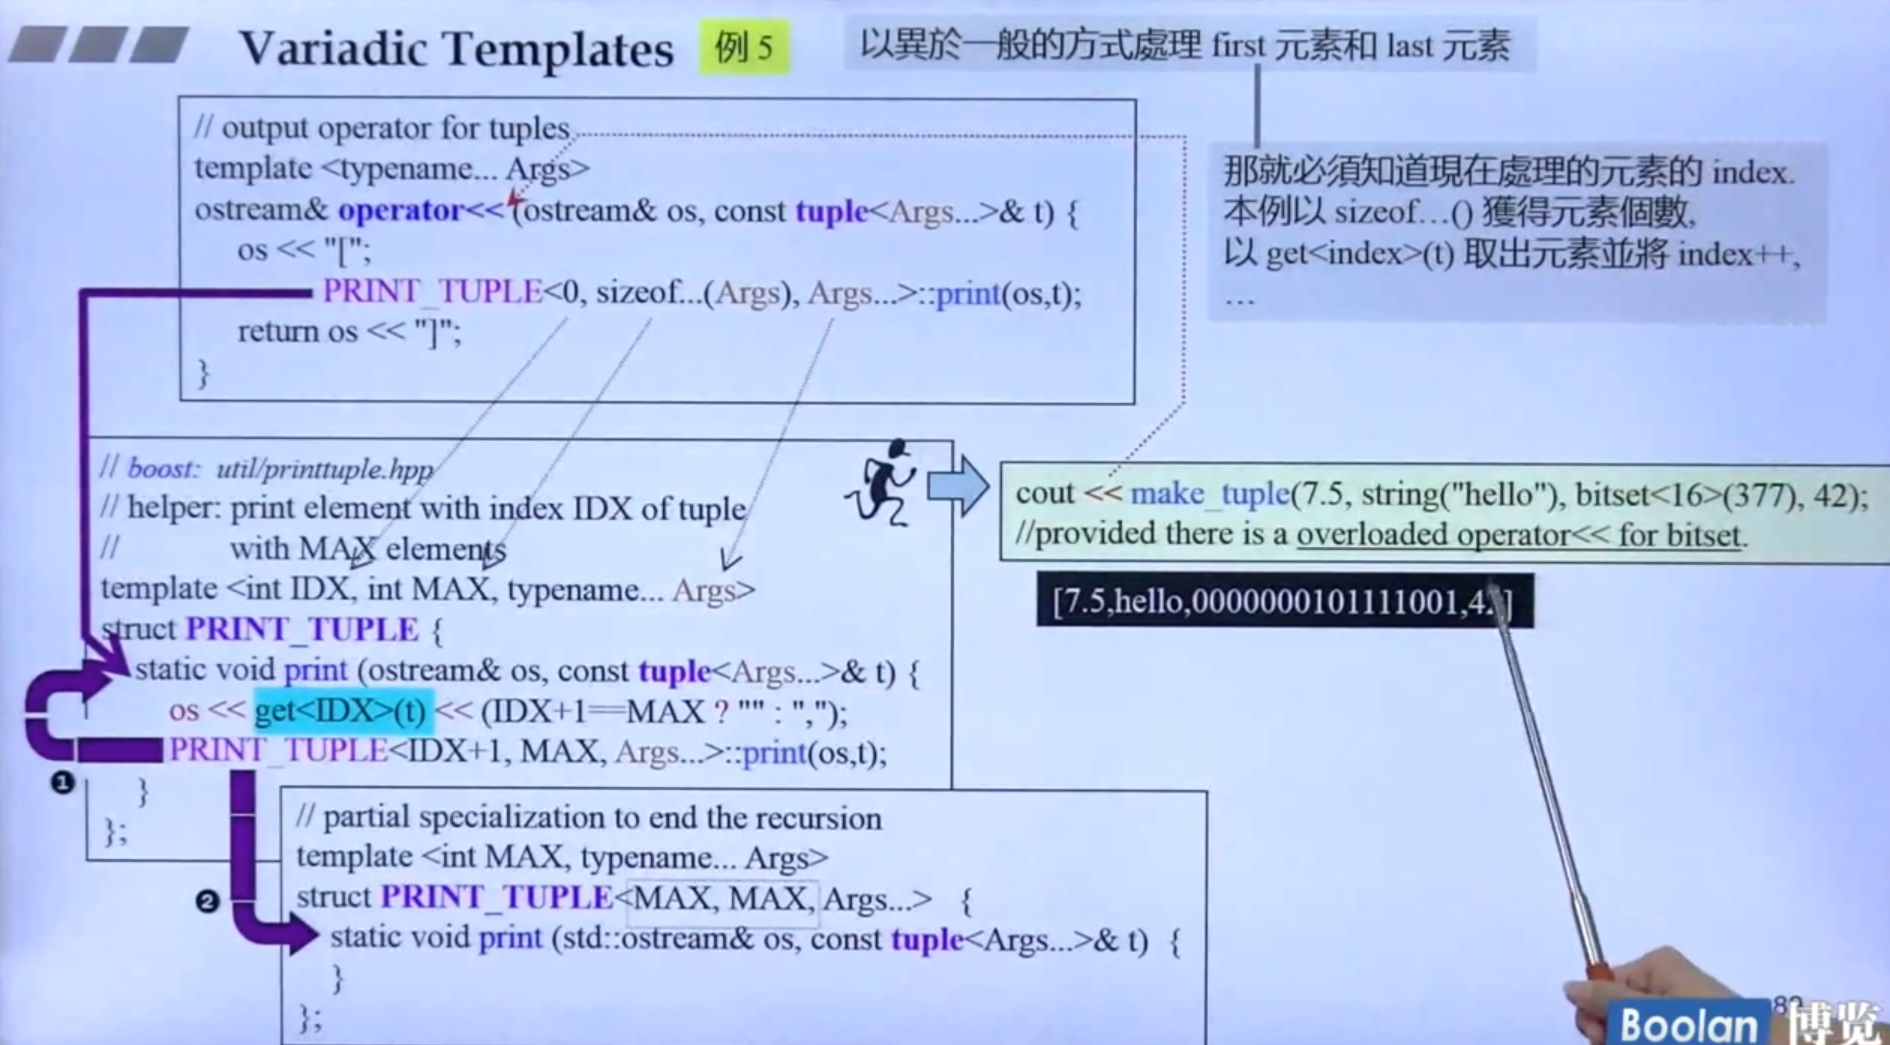 Variadic Templates
例 5
以異於一般的方式處理 first 元素和 last 元素
// output operator for tuples
template <typename... Args>
ostream& operator<< (ostream& os, const tuple<Args...>& t) {
os << "[";
PRINT_TUPLE<0, sizeof...(Args), Args...>::print(os,t);
return os << "]";
}
那就必須知道現在處理的元素的 index.
本例以 sizeof...() 獲得元素個數,
以 get<index>(t) 取出元素並將 index++,
...
// boost: util/printtuple.hpp
// helper: print element with index IDX of tuple
// with MAX elements
template <int IDX, int MAX, typename... Args>
struct PRINT_TUPLE {
static void print (ostream& os, const tuple<Args...>& t) {
os << get<IDX>(t) << (IDX+1==MAX ? "" : ",");
PRINT_TUPLE<IDX+1, MAX, Args...>::print(os,t);
}
};
❶
cout << make_tuple(7.5, string("hello"), bitset<16>(377), 42);
//provided there is a overloaded operator<< for bitset.
[7.5,hello,0000000101111001,42]
// partial specialization to end the recursion
template <int MAX, typename... Args>
struct PRINT_TUPLE<MAX, MAX, Args...> {
static void print (std::ostream& os, const tuple<Args...>& t) {
}
};
❷
Boolan 博览